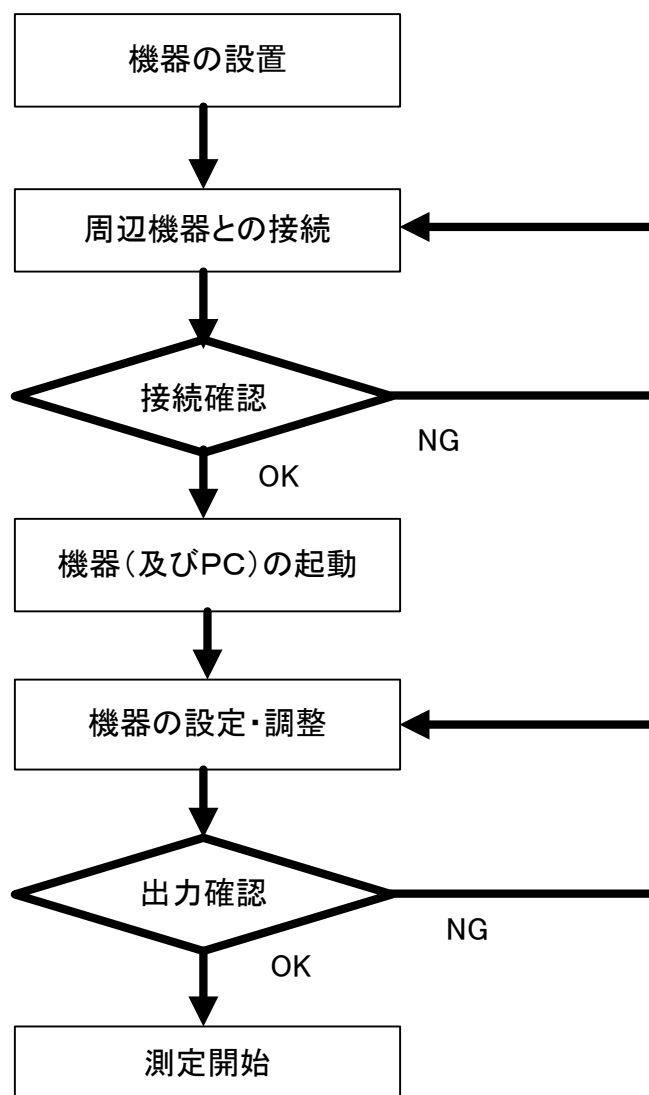 機器の設置
周辺機器との接続
接続確認
NG
OK
機器(及びPC)の起動
機器の設定・調整
出力確認
NG
OK
測定開始